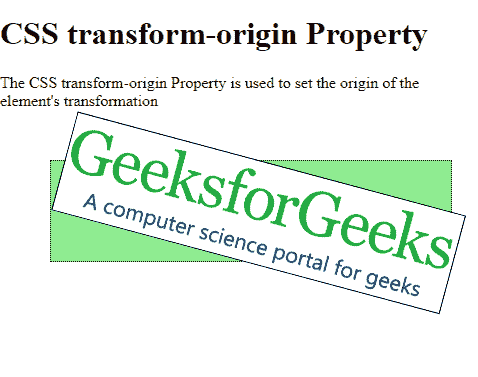 CSS transform-origin Property
The CSS transform-origin Property is used to set the origin of the
element's transformation
GeeksforGeeks
A computer science portal for geeks